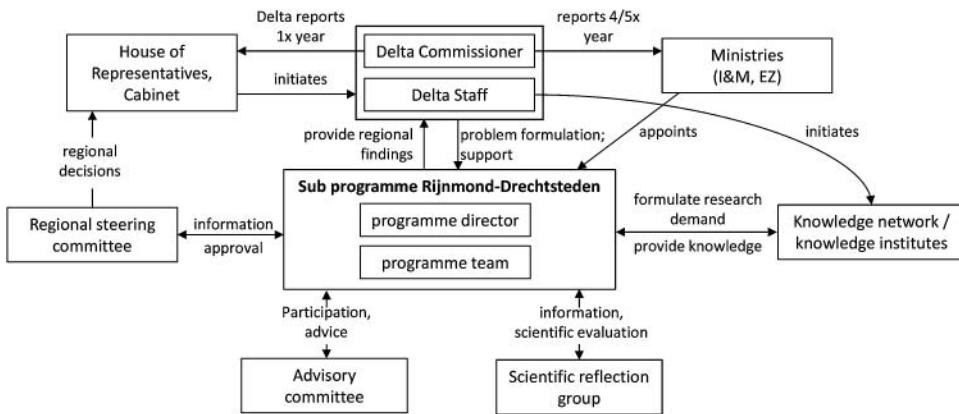 Delta reports
1x year
reports 4/5x
year
House of
Representatives,
Cabinet
Delta Commissioner
Ministries
(I&M, EZ)
initiates
Delta Staff
provide regional
findings
problem formulation;
support
appoints
initiates
regional
decisions
Sub programme Rijnmond-Drechtsteden
programme director
programme team
Regional steering
committee
information
approval
formulate research
demand
provide knowledge
Knowledge network /
knowledge institutes
Participation,
advice
information,
scientific evaluation
Advisory
committee
Scientific reflection
group